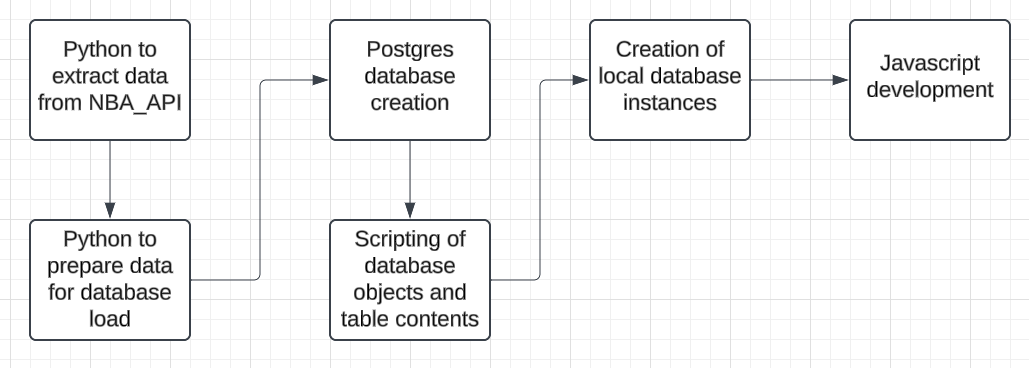 Python to
extract data
from NBA_API
Python to
prepare data
for database
load
Postgres
database
creation
Scripting of
database
objects and
table contents
Creation of
local database
instances
Javascript
development